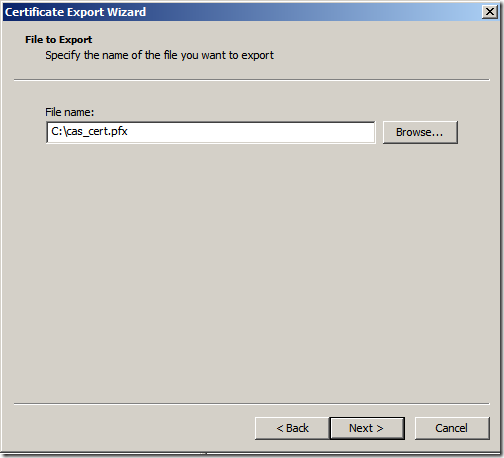 Certificate Export Wizard
File to Export
Specify the name of the file you want to export
File name:
C:\cas_cert.pfx
Browse...
< Back
Next >
Cancel